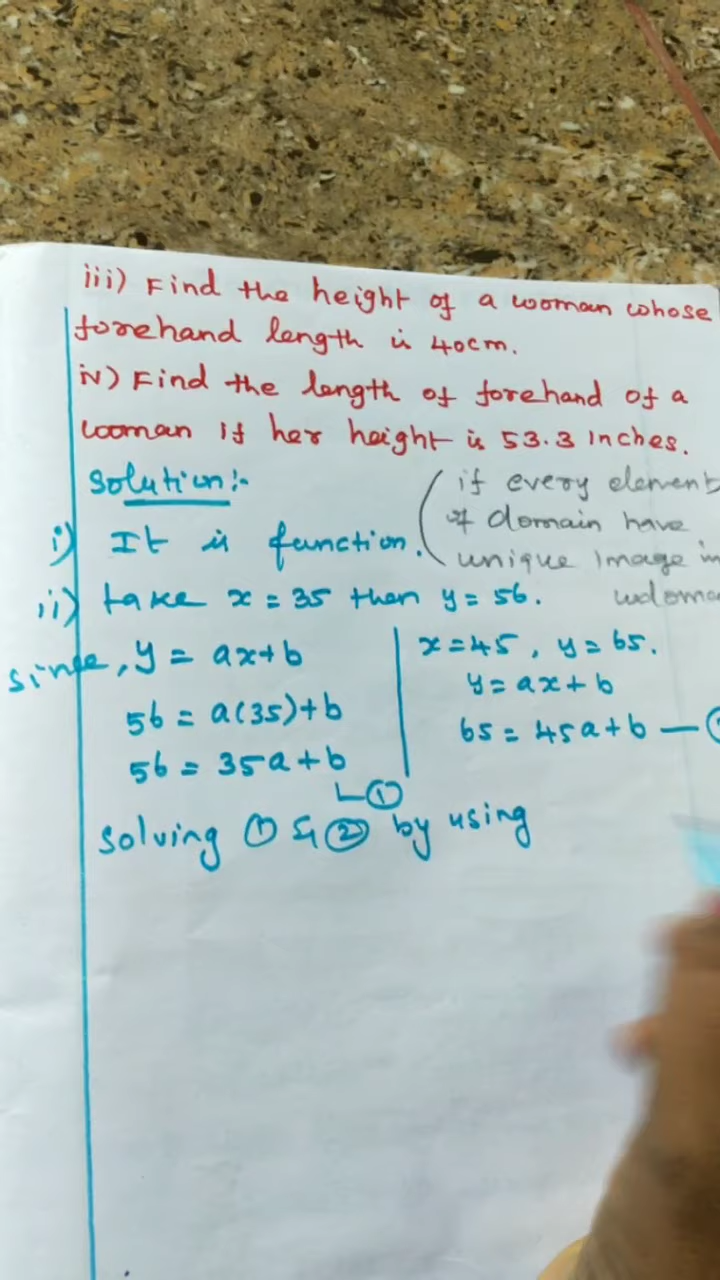 iii) Find the height of a woman whose
forehand length is 40cm.
iv) Find the length of forehand of a
woman If her height is 53.3 Inches.
Solution:-
(if every element
of domain have
unique image in
i) It is function.
ii) take x = 35 then y = 56.
since, y = ax+b
56 = a(35)+b
56 = 35a+b
①
x=45, y=65.
y=ax+b
65=45a+b —
solving ① & ② by using